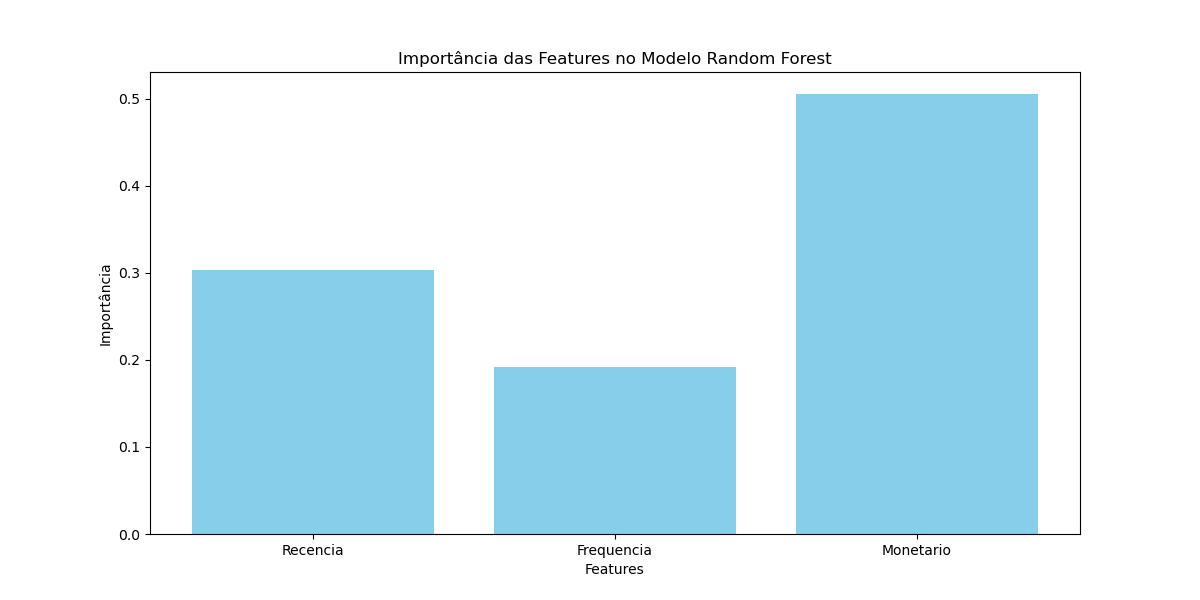 Importância das Features no Modelo Random Forest
0.5
0.4
0.3
0.2
0.1
0.0
Importância
Recencia
Frequencia
Monetario
Features